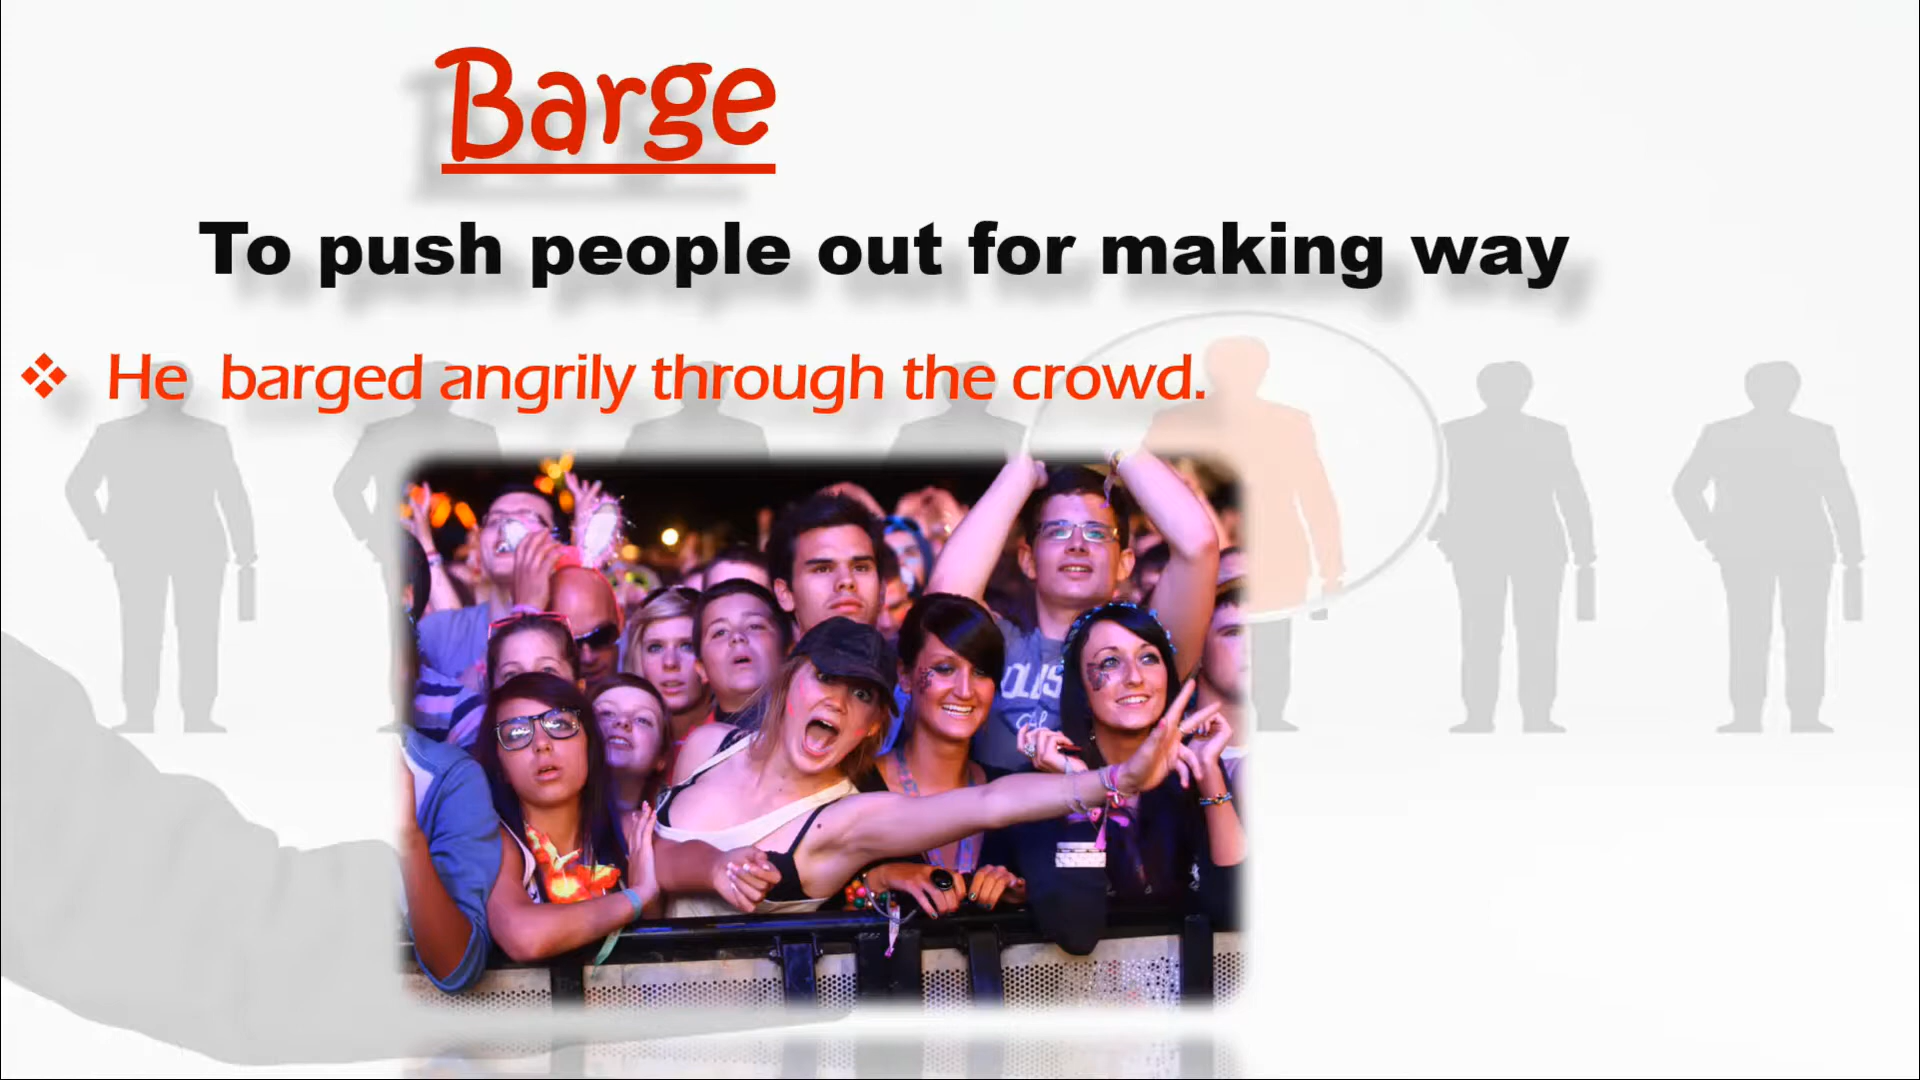 Barge
To push people out for making way
He barged angrily through the crowd.